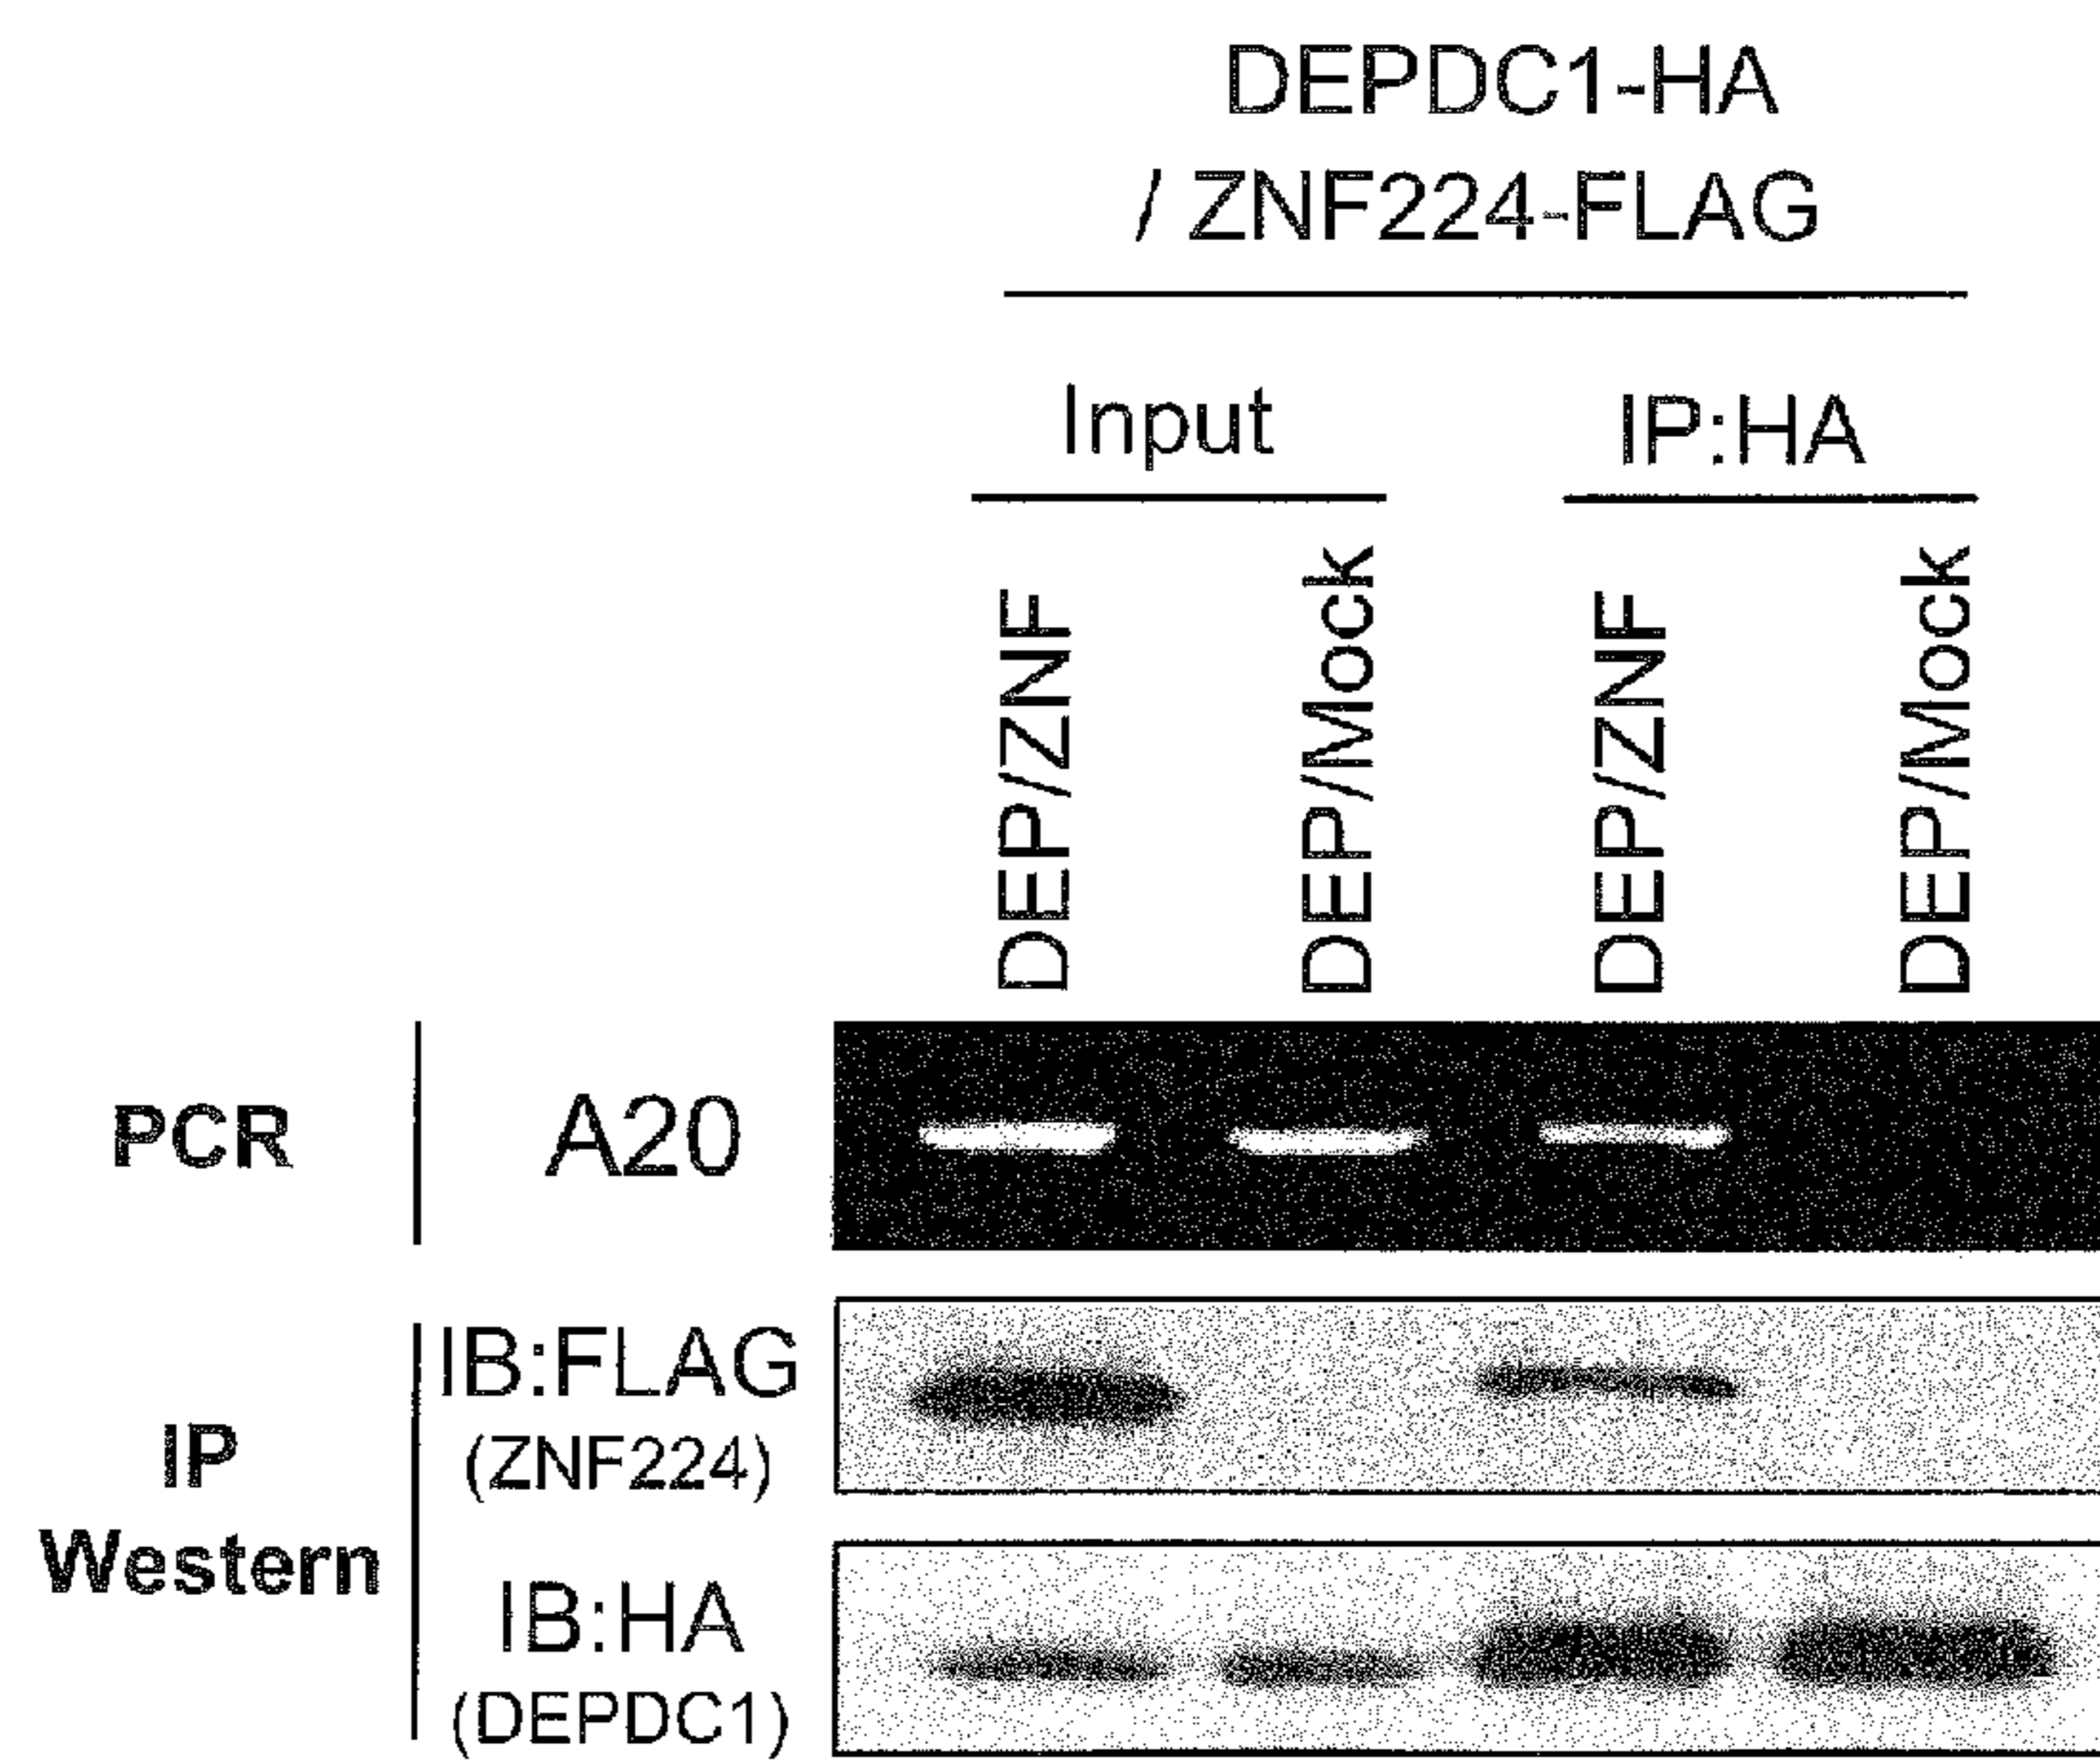 DEPDC1-HA
/ ZNF224-FLAG
Input
IP:HA
DEP/ZNF
DEP/Mock
DEP/ZNF
DEP/Mock
PCR
A20
IP
Western
IB:FLAG
(ZNF224)
IB:HA
(DEPDC1)